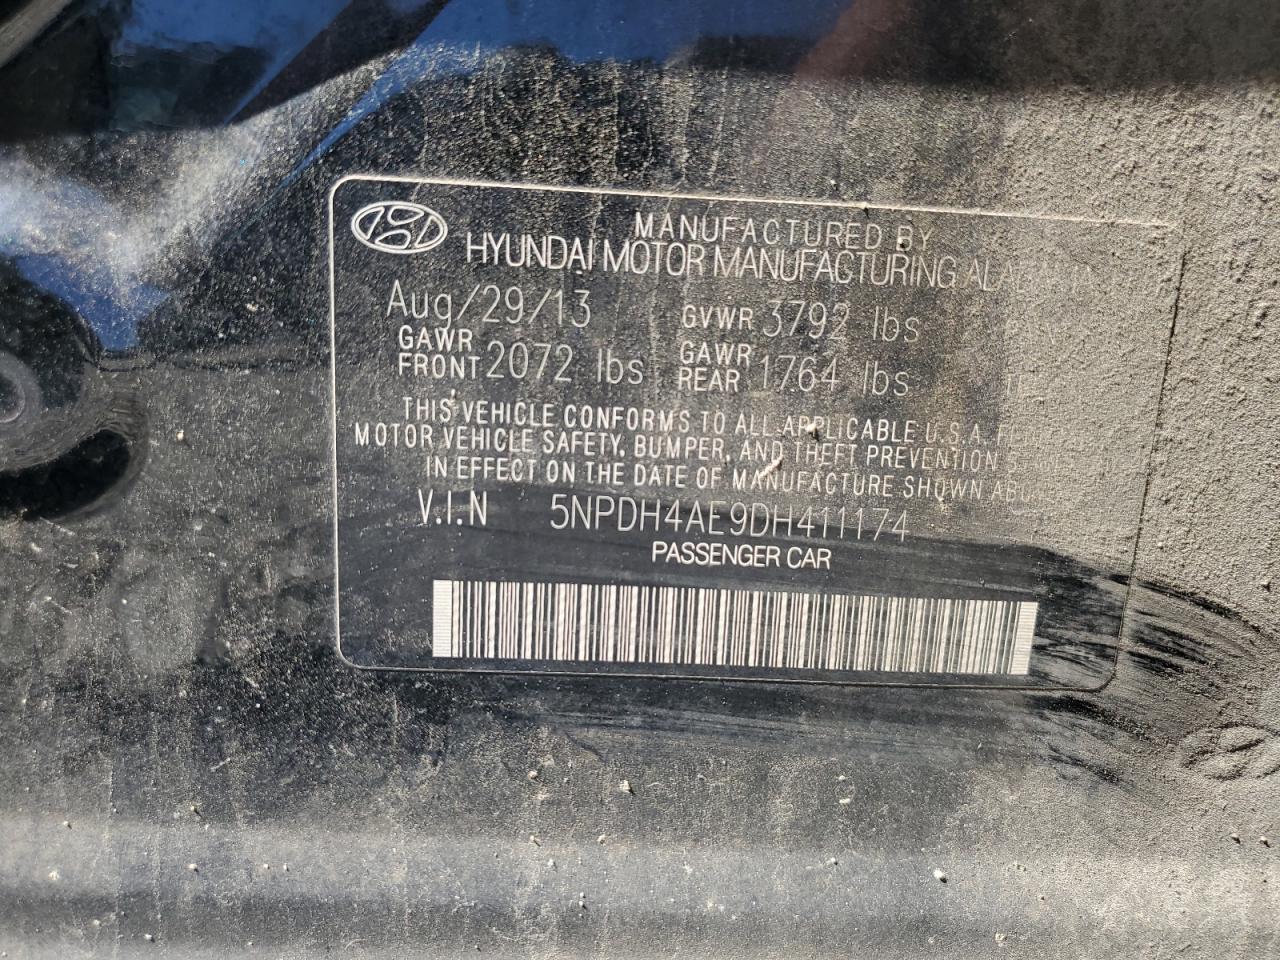 MANUFACTURED BY
HYUNDAI MOTOR MANUFACTURING
Aug/29/13 GVWR 3792 lbs
GAWR FRONT 2072 lbs GAWR REAR 1764 lbs
THIS VEHICLE CONFORMS TO ALL APPLICABLE U.S.A.
MOTOR VEHICLE SAFETY, BUMPER, AND THEFT PREVENTION
IN EFFECT ON THE DATE OF MANUFACTURE SHOWN
V.I.N 5NPDH4AE9DH411174
PASSENGER CAR